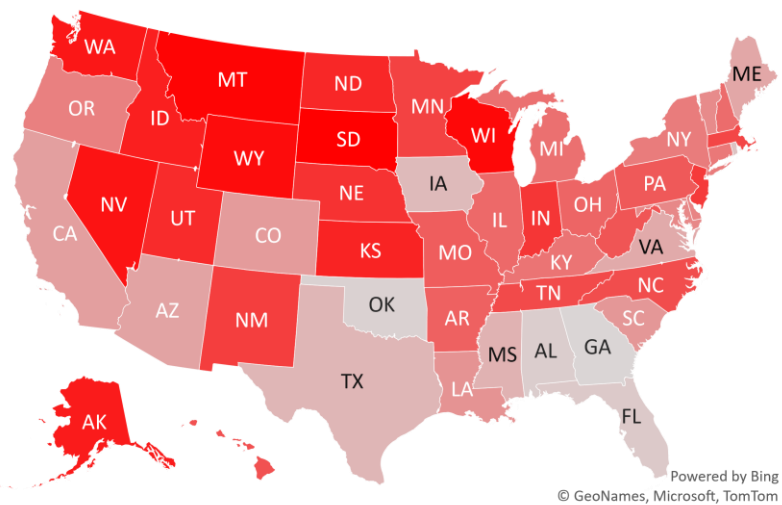 WA
MT
ND
MN
ME
OR
ID
SD
WI
NY
WY
MI
NV
NE
IA
PA
UT
CO
IL
IN
OH
CA
KS
MO
KY
VA
AZ
NM
OK
AR
TN
NC
SC
TX
MS
AL
GA
LA
FL
AK
Powered by Bing
© GeoNames, Microsoft, TomTom